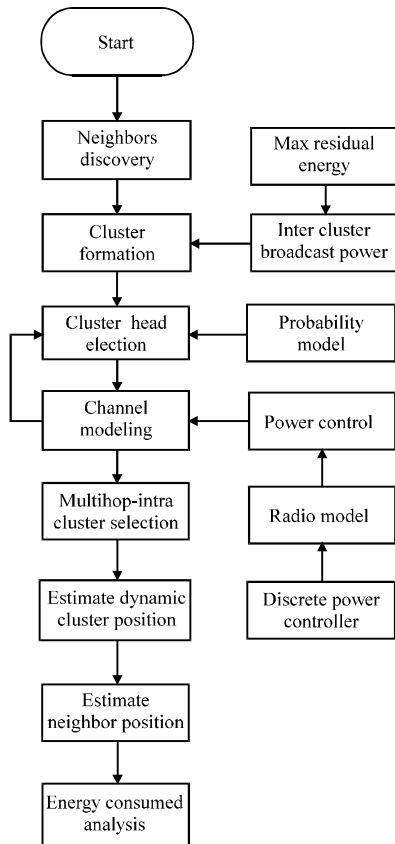 Start
Neighbors
discovery
Max residual
energy
Cluster
formation
Inter cluster
broadcast power
Cluster head
election
Probability
model
Channel
modeling
Power control
Multihop-intra
cluster selection
Radio model
Estimate dynamic
cluster position
Discrete power
controller
Estimate
neighbor position
Energy consumed
analysis